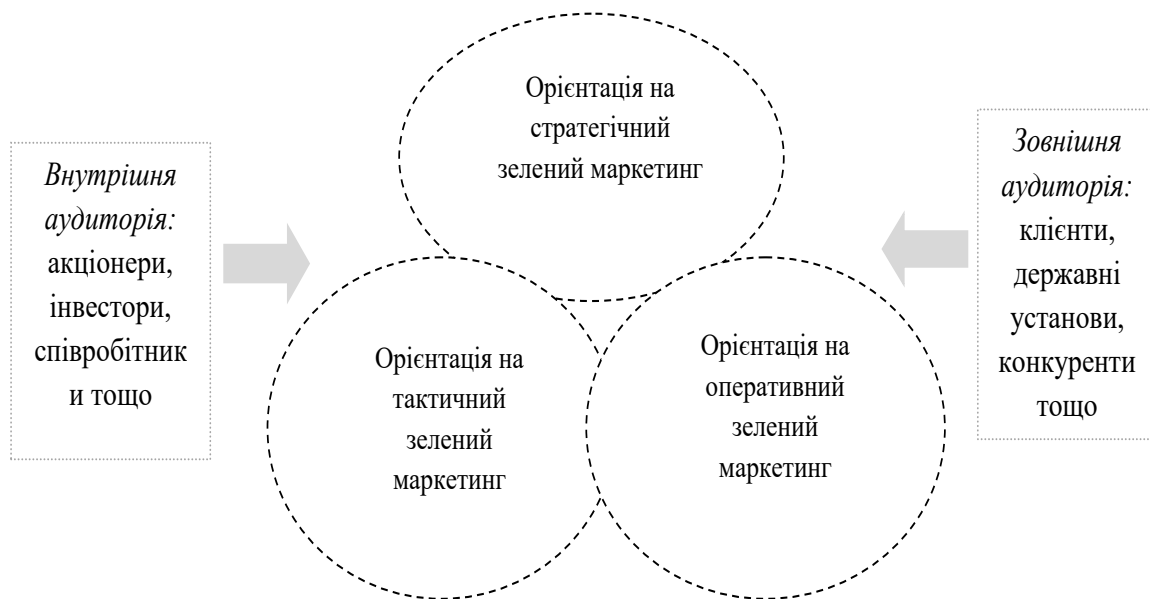 Орієнтація на
стратегічний
зелений маркетинг
Внутрішня
аудиторія:
акціонери,
інвестори,
співробітник
и тощо
Зовнішня
аудиторія:
клієнти,
державні
установи,
конкуренти
тощо
Орієнтація на
тактичний
зелений
маркетинг
Орієнтація на
оперативний
зелений
маркетинг